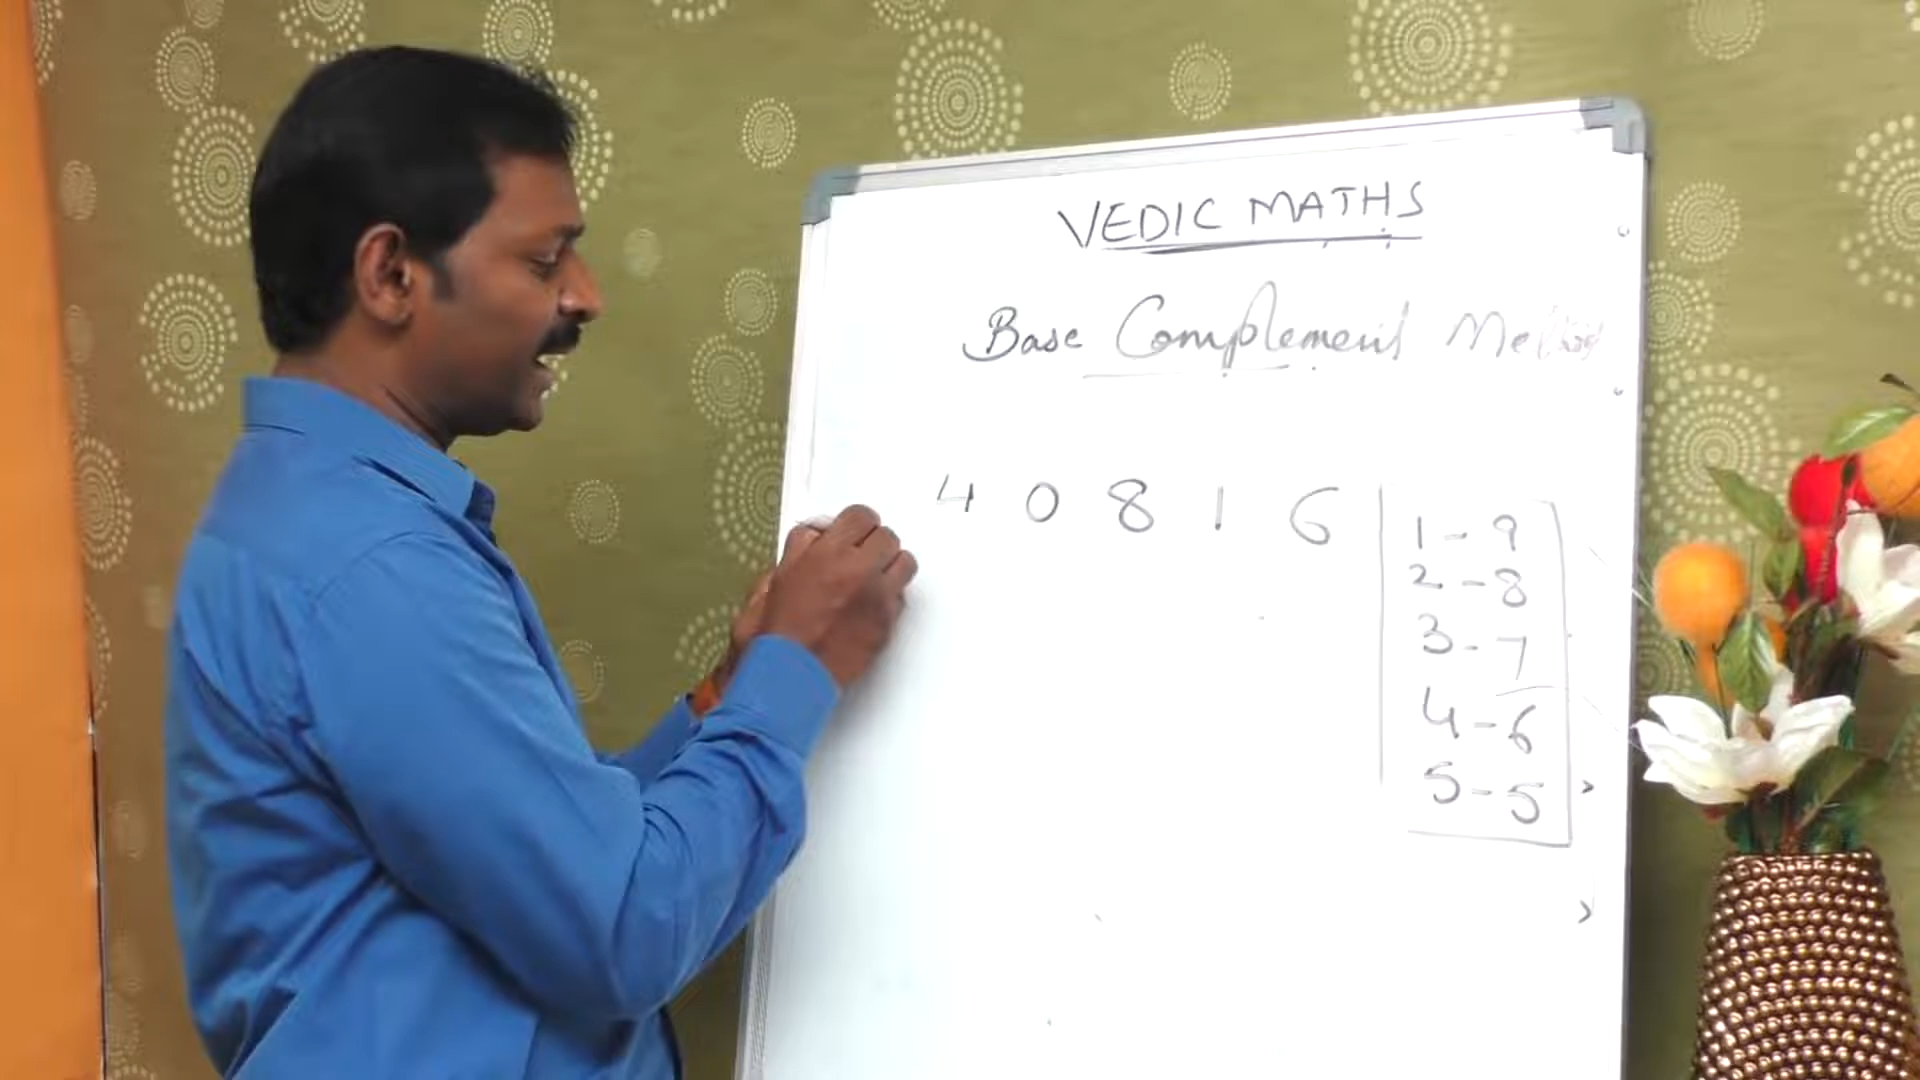 VEDIC MATHS
Base Complement Method
4 0 8 1 6
1 - 9
2 - 8
3 - 7
4 - 6
5 - 5